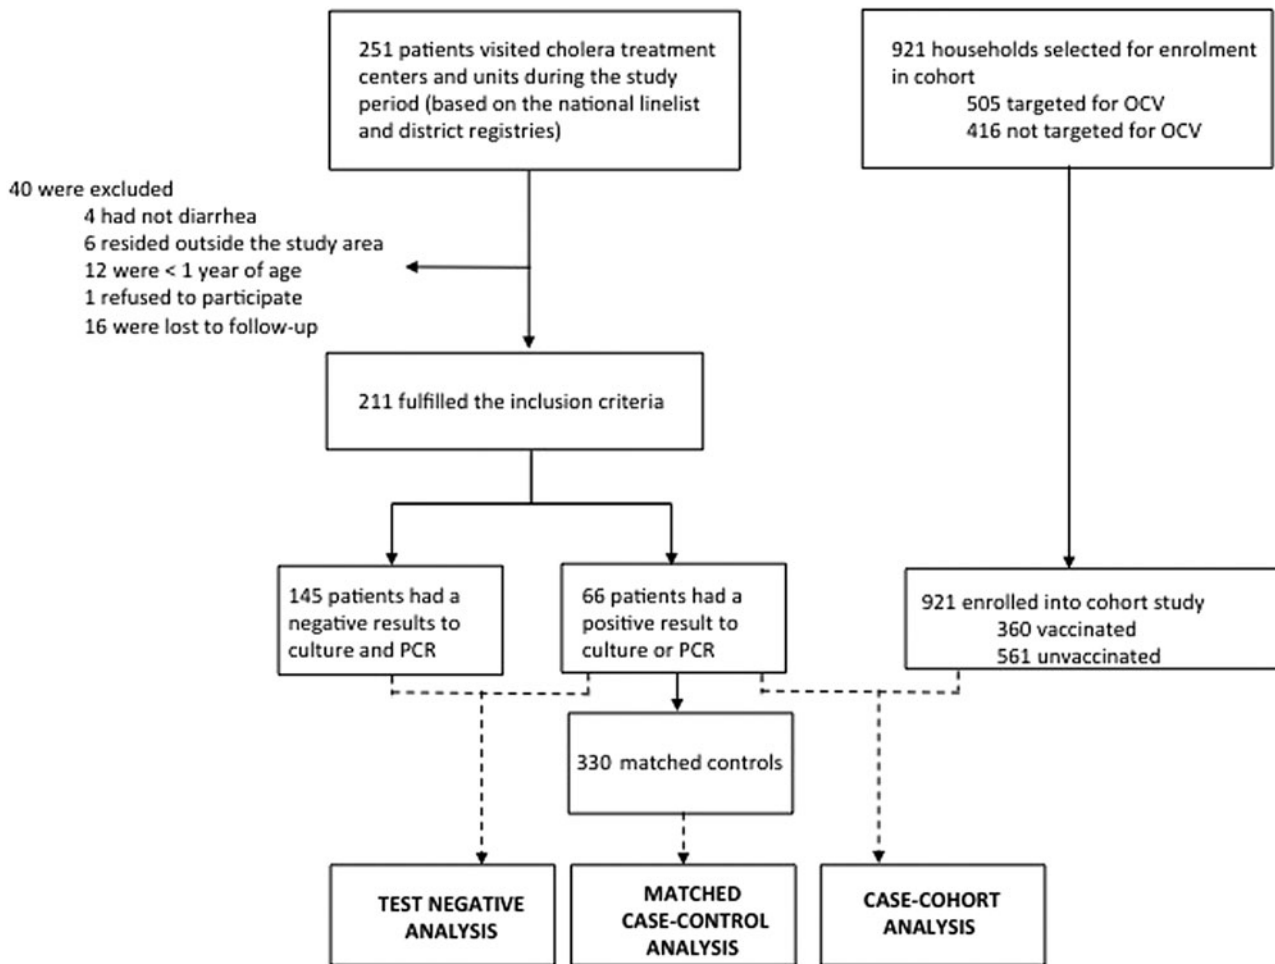 251 patients visited cholera treatment
centers and units during the study
period (based on the national linelist
and district registries)
921 households selected for enrolment
in cohort
505 targeted for OCV
416 not targeted for OCV
40 were excluded
4 had not diarrhea
6 resided outside the study area
12 were < 1 year of age
1 refused to participate
16 were lost to follow-up
211 fulfilled the inclusion criteria
145 patients had a
negative results to
culture and PCR
66 patients had a
positive result to
culture or PCR
921 enrolled into cohort study
360 vaccinated
561 unvaccinated
330 matched controls
TEST NEGATIVE
ANALYSIS
MATCHED
CASE-CONTROL
ANALYSIS
CASE-COHORT
ANALYSIS